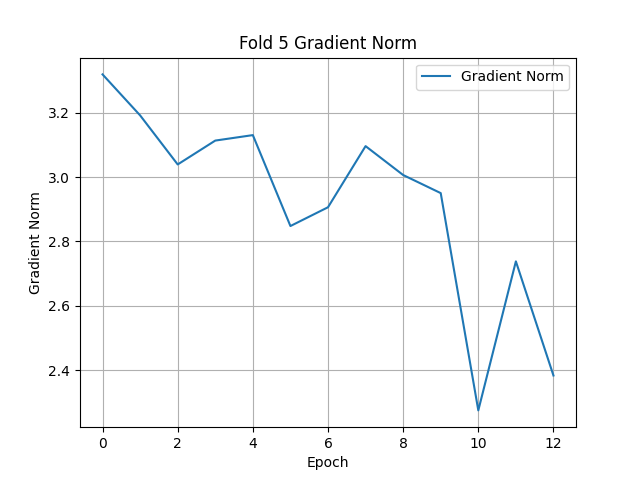 Fold 5 Gradient Norm
Gradient Norm
3.2
3.0
2.8
2.6
2.4
Gradient Norm
0 2 4 6 8 10 12
Epoch